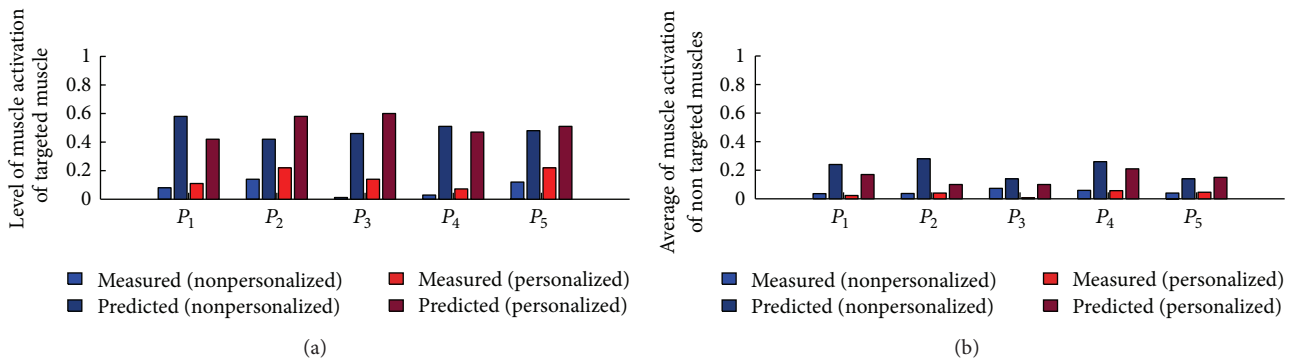 Level of muscle activation
of targeted muscle
1
0.8
0.6
0.4
0.2
0
P1 P2 P3 P4 P5
Measured (nonpersonalized) Measured (personalized)
Predicted (nonpersonalized) Predicted (personalized)
(a)
Average of muscle activation
of non targeted muscles
1
0.8
0.6
0.4
0.2
0
P1 P2 P3 P4 P5
Measured (nonpersonalized) Measured (personalized)
Predicted (nonpersonalized) Predicted (personalized)
(b)